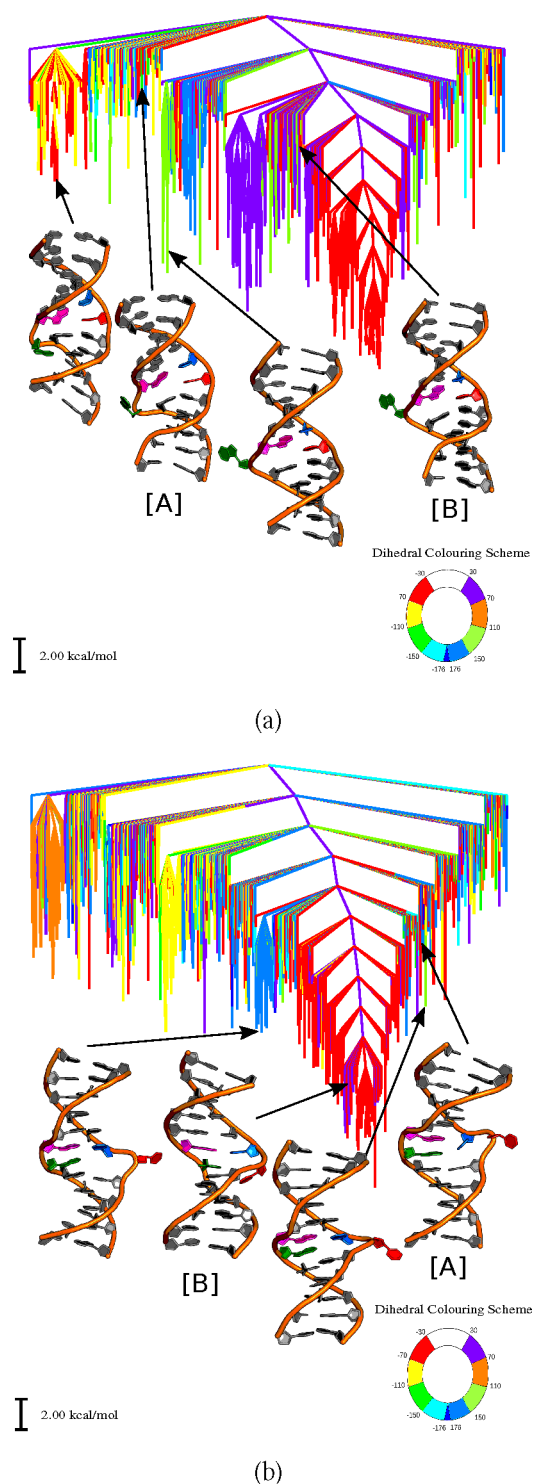 [A]
[B]
Dihedral Colouring Scheme
-30 30
70 70
-110 110
-150 150
-176 176
2.00 kcal/mol
(a)
[B]
[A]
Dihedral Colouring Scheme
-30 30
-70 70
-110 110
-150 150
-176 176
2.00 kcal/mol
(b)